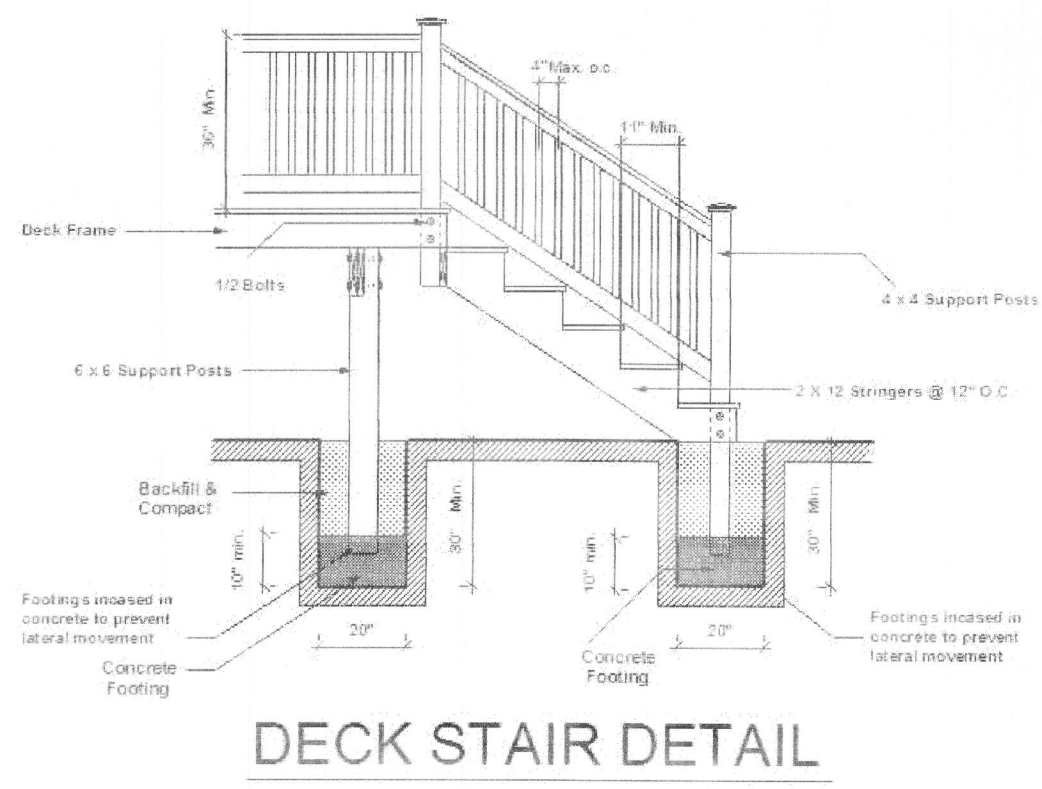 4" Max. o.c.
11" Min.
36" Min.
Deck Frame
1/2 Bolts
4 x 4 Support Posts
6 x 6 Support Posts
2 X 12 Stringers @ 12" O.C.
Backfill &
Compact
30" Min.
30" Min.
10" min.
10" min.
Footings incased in
concrete to prevent
lateral movement
20"
20"
Footings incased in
concrete to prevent
lateral movement
Concrete
Footing
Concrete
Footing
DECK STAIR DETAIL